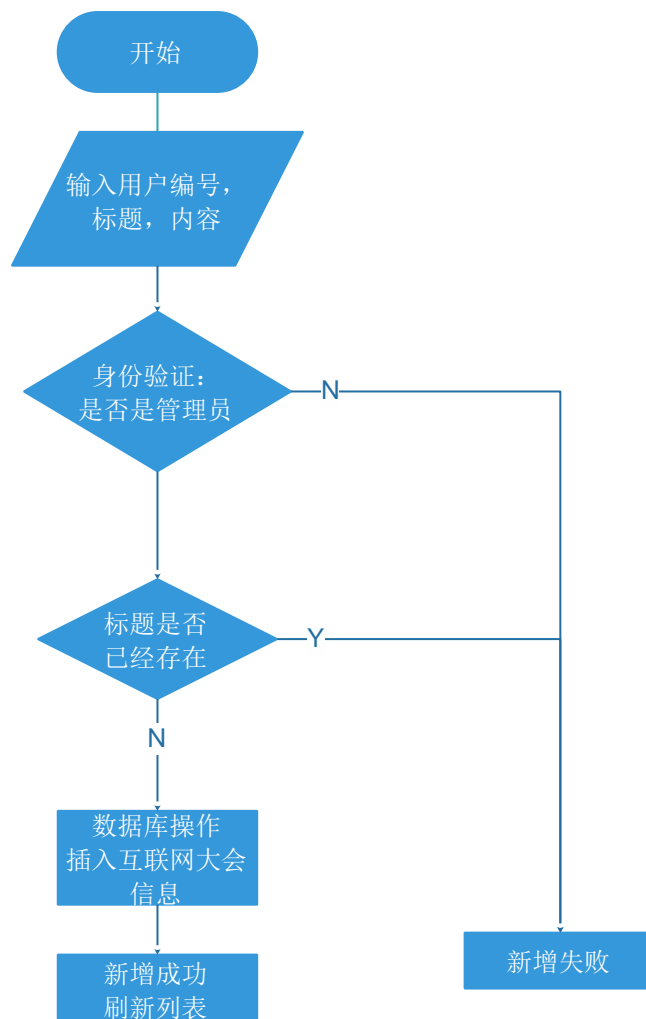 开始
输入用户编号，
标题，内容
身份验证：
是否是管理员
N
标题是否
已经存在
Y
N
数据库操作
插入互联网大会
信息
新增失败
新增成功
刷新列表